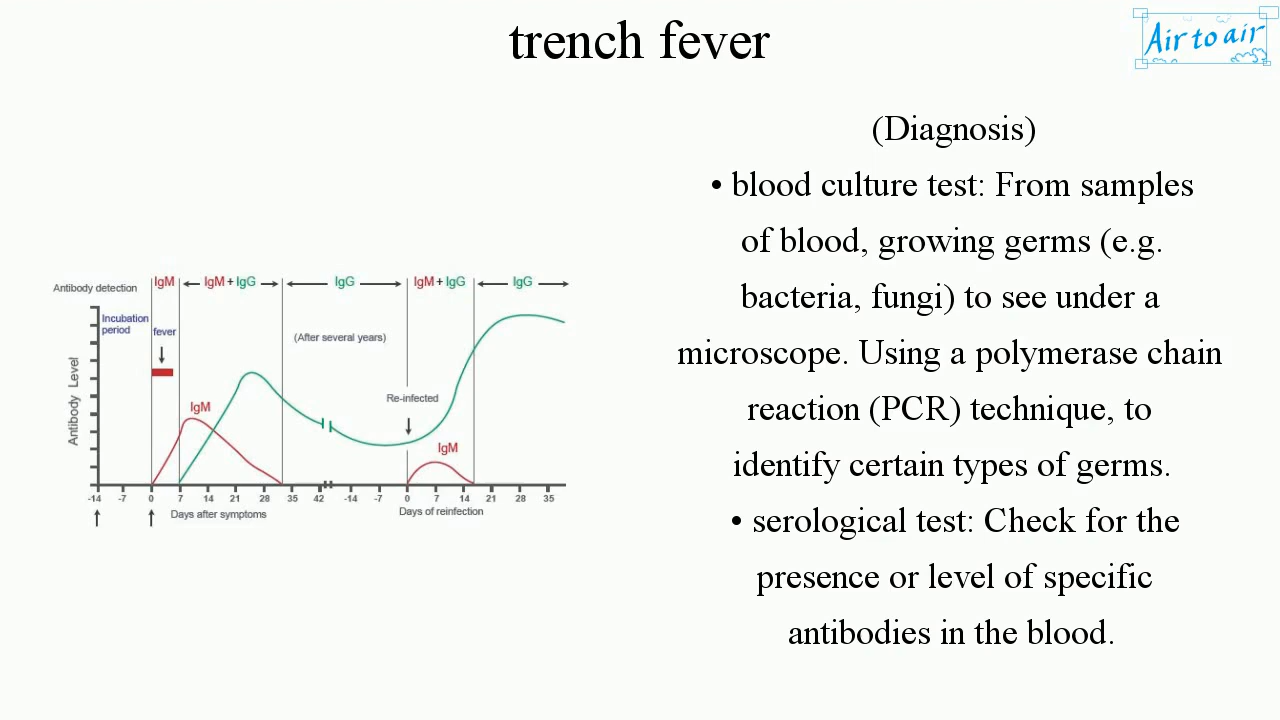 trench fever
Air to air
(Diagnosis)
• blood culture test: From samples
of blood, growing germs (e.g.
bacteria, fungi) to see under a
microscope. Using a polymerase chain
reaction (PCR) technique, to
identify certain types of germs.
• serological test: Check for the
presence or level of specific
antibodies in the blood.
Antibody detection
IgM
IgM + IgG
IgG
IgM + IgG
IgG
Incubation
period
fever
(After several years)
Antibody Level
IgM
Re-infected
IgM
-14 -7 0 7 14 21 28 35 42 -14 -7 0 7 14 21 28 35
Days after symptoms
Days of reinfection